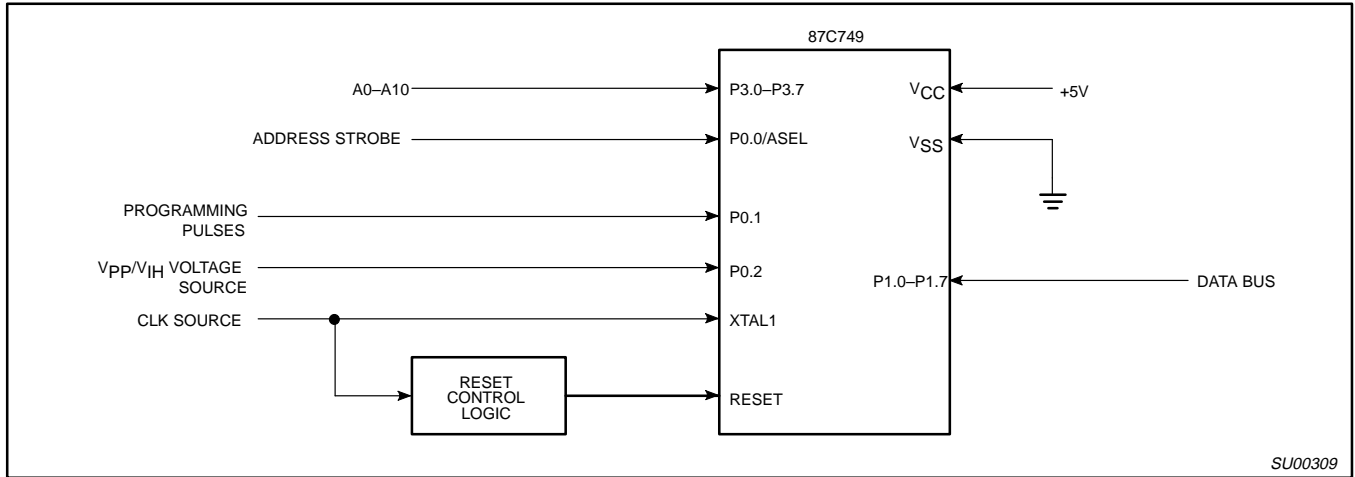 87C749
A0–A10
P3.0–P3.7
VCC
+5V
ADDRESS STROBE
P0.0/ASEL
VSS
PROGRAMMING
PULSES
P0.1
VPP/VIH VOLTAGE
SOURCE
P0.2
P1.0–P1.7
DATA BUS
CLK SOURCE
XTAL1
RESET
CONTROL
LOGIC
RESET
SU00309